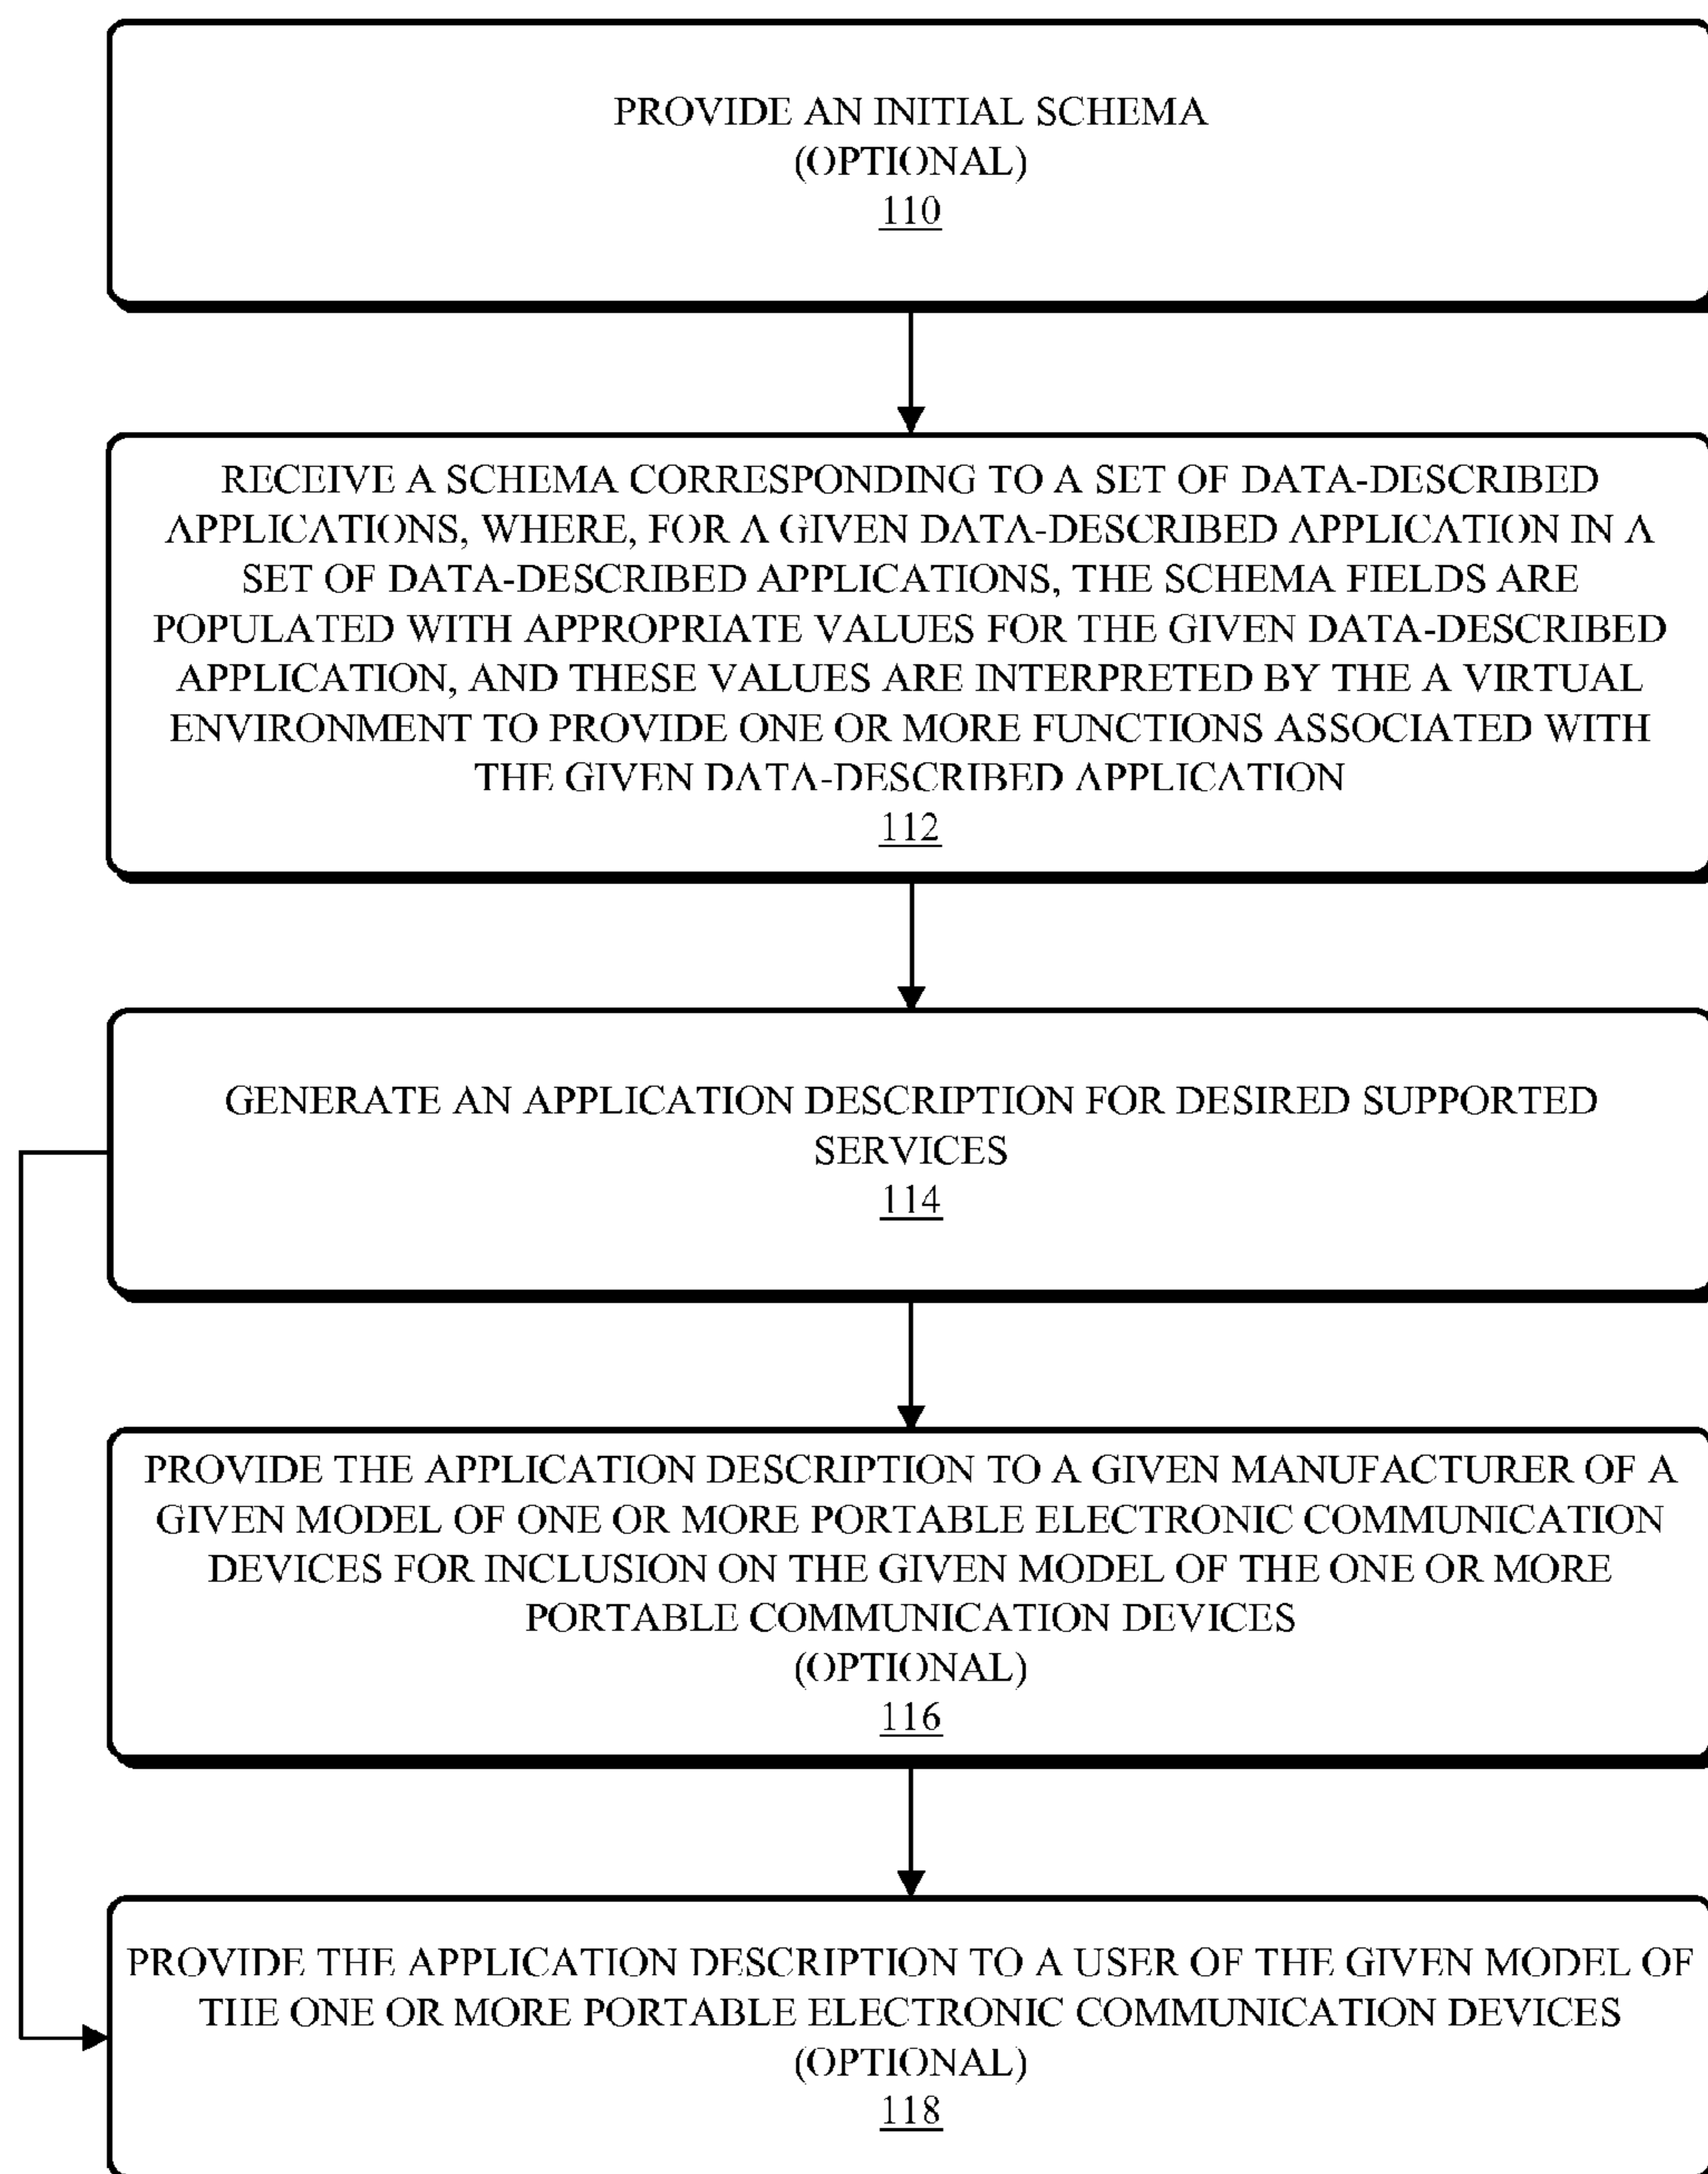 PROVIDE AN INITIAL SCHEMA
(OPTIONAL)
110
RECEIVE A SCHEMA CORRESPONDING TO A SET OF DATA-DESCRIBED
APPLICATIONS, WHERE, FOR A GIVEN DATA-DESCRIBED APPLICATION IN A
SET OF DATA-DESCRIBED APPLICATIONS, THE SCHEMA FIELDS ARE
POPULATED WITH APPROPRIATE VALUES FOR THE GIVEN DATA-DESCRIBED
APPLICATION, AND THESE VALUES ARE INTERPRETED BY THE A VIRTUAL
ENVIRONMENT TO PROVIDE ONE OR MORE FUNCTIONS ASSOCIATED WITH
THE GIVEN DATA-DESCRIBED APPLICATION
112
GENERATE AN APPLICATION DESCRIPTION FOR DESIRED SUPPORTED
SERVICES
114
PROVIDE THE APPLICATION DESCRIPTION TO A GIVEN MANUFACTURER OF A
GIVEN MODEL OF ONE OR MORE PORTABLE ELECTRONIC COMMUNICATION
DEVICES FOR INCLUSION ON THE GIVEN MODEL OF THE ONE OR MORE
PORTABLE COMMUNICATION DEVICES
(OPTIONAL)
116
PROVIDE THE APPLICATION DESCRIPTION TO A USER OF THE GIVEN MODEL OF
THE ONE OR MORE PORTABLE ELECTRONIC COMMUNICATION DEVICES
(OPTIONAL)
118